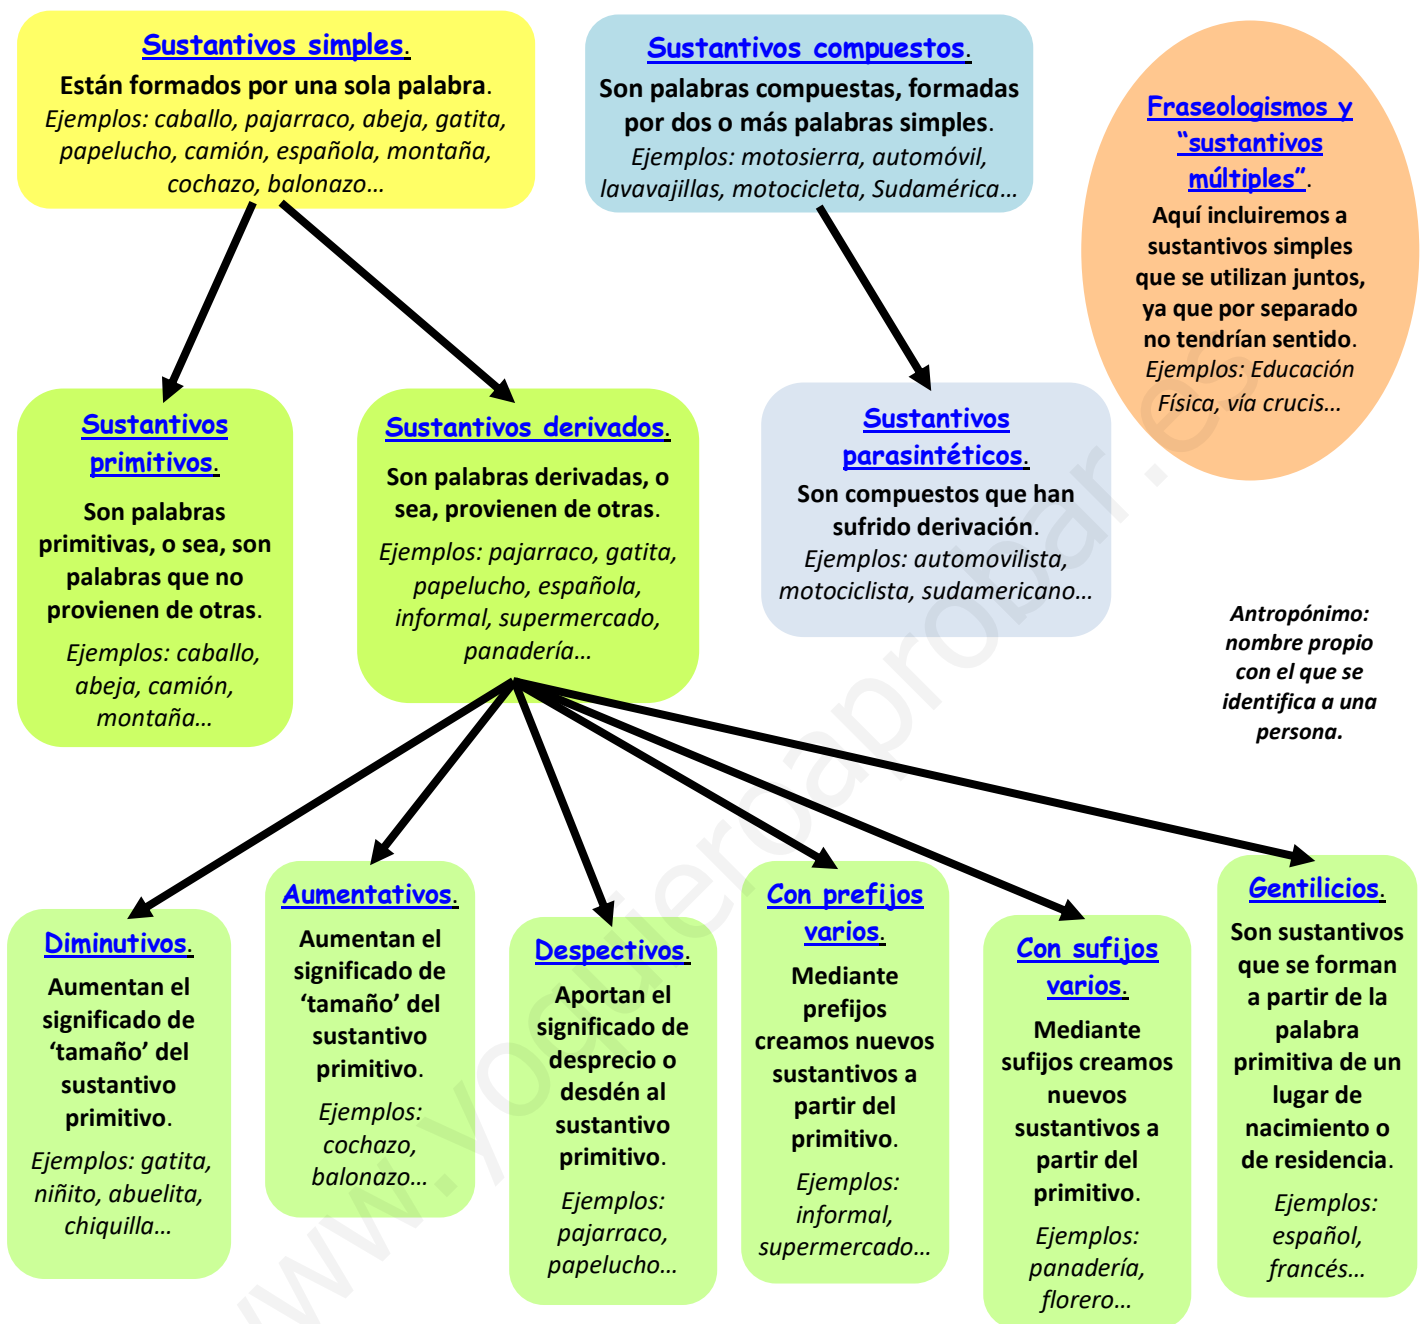 Sustantivos simples.
Están formados por una sola palabra.
Ejemplos: caballo, pajarraco, abeja, gatita,
papelucho, camión, española, montaña,
cochazo, balonazo…
Sustantivos compuestos.
Son palabras compuestas, formadas
por dos o más palabras simples.
Ejemplos: motosierra, automóvil,
lavavajillas, motocicleta, Sudamérica…
Fraseologismos y
“sustantivos
múltiples”.
Aquí incluiremos a
sustantivos simples
que se utilizan juntos,
ya que por separado
no tendrían sentido.
Ejemplos: Educación
Física, vía crucis…
Sustantivos
primitivos.
Son palabras
primitivas, o sea, son
palabras que no
provienen de otras.
Ejemplos: caballo,
abeja, camión,
montaña…
Sustantivos derivados.
Son palabras derivadas, o
sea, provienen de otras.
Ejemplos: pajarraco, gatita,
papelucho, española,
informal, supermercado,
panadería…
Sustantivos
parasintéticos.
Son compuestos que han
sufrido derivación.
Ejemplos: automovilista,
motociclista, sudamericano…
Antropónimo:
nombre propio
con el que se
identifica a una
persona.
Diminutivos.
Aumentan el
significado de
‘tamaño’ del
sustantivo
primitivo.
Ejemplos: gatita,
niñito, abuelita,
chiquilla…
Aumentativos.
Aumentan el
significado de
‘tamaño’ del
sustantivo
primitivo.
Ejemplos:
cochazo,
balonazo…
Despectivos.
Aportan el
significado de
desprecio o
desdén al
sustantivo
primitivo.
Ejemplos:
pajarraco,
papelucho…
Con prefijos
varios.
Mediante
prefijos
creamos nuevos
sustantivos a
partir del
primitivo.
Ejemplos:
informal,
supermercado…
Con sufijos
varios.
Mediante
sufijos creamos
nuevos
sustantivos a
partir del
primitivo.
Ejemplos:
panadería,
florero…
Gentilicios.
Son sustantivos
que se forman
a partir de la
palabra
primitiva de un
lugar de
nacimiento o
de residencia.
Ejemplos:
español,
francés…
www.yoquieroaprobar.es